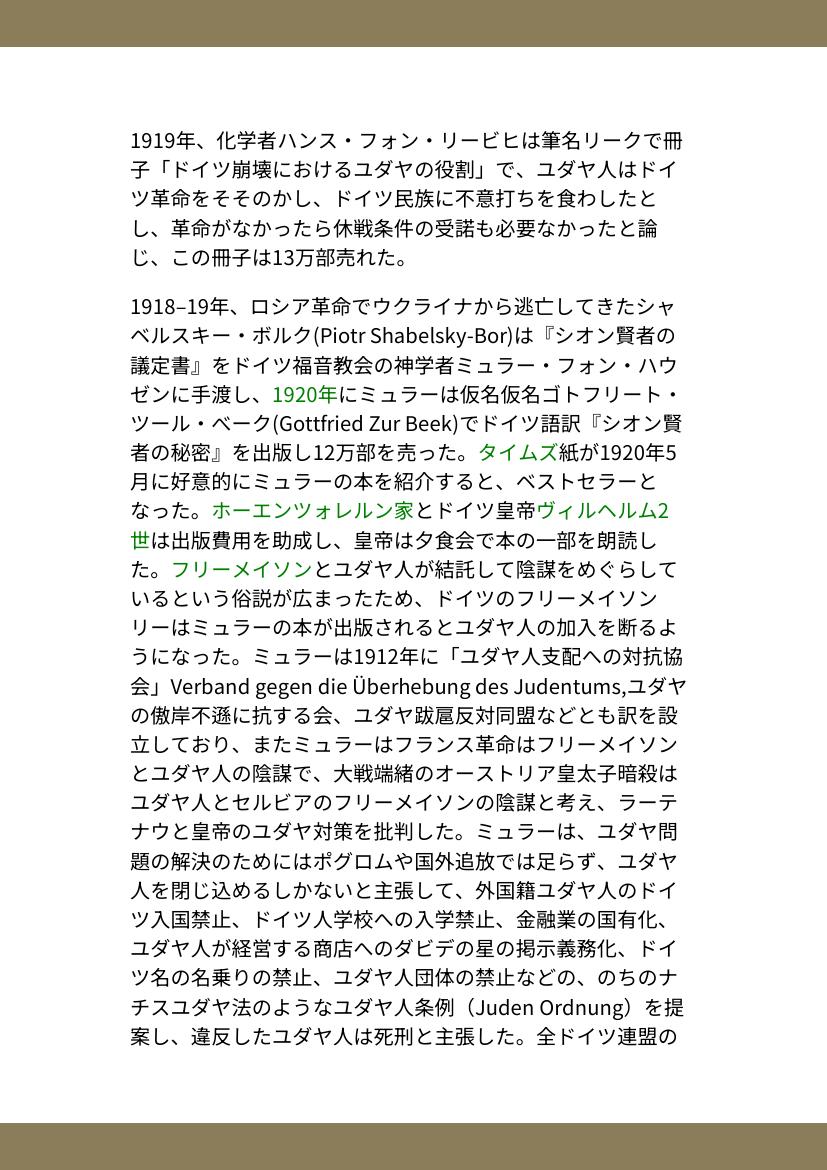 1919年、化学者ハンス・フォン・リービヒは筆名リークで冊
子「ドイツ崩壊におけるユダヤの役割」で、ユダヤ人はドイ
ツ革命をそそのかし、ドイツ民族に不意打ちを食わしたと
し、革命がなかったら休戦条件の受諾も必要なかったと論
じ、この冊子は13万部売れた。
1918–19年、ロシア革命でウクライナから逃亡してきたシャ
ベルスキー・ボルク(Piotr Shabelsky-Bor)は『シオン賢者の
議定書』をドイツ福音教会の神学者ミュラー・フォン・ハウ
ゼンに手渡し、1920年にミュラーは仮名仮名ゴトフリート・
ツール・べーク(Gottfried Zur Beek)でドイツ語訳『シオン賢
者の秘密』を出版し12万部を売った。タイムズ紙が1920年5
月に好意的にミュラーの本を紹介すると、ベストセラーと
なった。ホーエンツォレルン家とドイツ皇帝ヴィルヘルム2
世は出版費用を助成し、皇帝は夕食会で本の一部を朗読し
た。フリーメイソンとユダヤ人が結託して陰謀をめぐらして
いるという俗説が広まったため、ドイツのフリーメイソン
リーはミュラーの本が出版されるとユダヤ人の加入を断るよ
うになった。ミュラーは1912年に「ユダヤ人支配への対抗協
会」Verband gegen die Überhebung des Judentums,ユダヤ
の傲岸不遜に抗する会、ユダヤ跋扈反対同盟などとも訳を設
立しており、またミュラーはフランス革命はフリーメイソン
とユダヤ人の陰謀で、大戦端緒のオーストリア皇太子暗殺は
ユダヤ人とセルビアのフリーメイソンの陰謀と考え、ラーテ
ナウと皇帝のユダヤ対策を批判した。ミュラーは、ユダヤ問
題の解決のためにはポグロムや国外追放では足らず、ユダヤ
人を閉じ込めるしかないと主張して、外国籍ユダヤ人のドイ
ツ入国禁止、ドイツ人学校への入学禁止、金融業の国有化、
ユダヤ人が経営する商店へのダビデの星の掲示義務化、ドイ
ツ名の名乗りの禁止、ユダヤ人団体の禁止などの、のちのナ
チスユダヤ法のようなユダヤ人条例（Juden Ordnung）を提
案し、違反したユダヤ人は死刑と主張した。全ドイツ連盟の